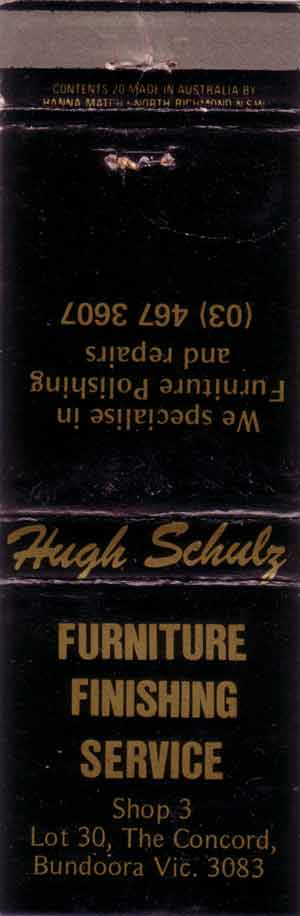 CONTENTS 20 MADE IN AUSTRALIA BY
HANNA MATCH • NORTH RICHMOND N.S.W.
We specialise in
Furniture Polishing
and repairs
(03) 467 3607
Hugh Schulz
FURNITURE
FINISHING
SERVICE
Shop 3
Lot 30, The Concord,
Bundoora Vic. 3083